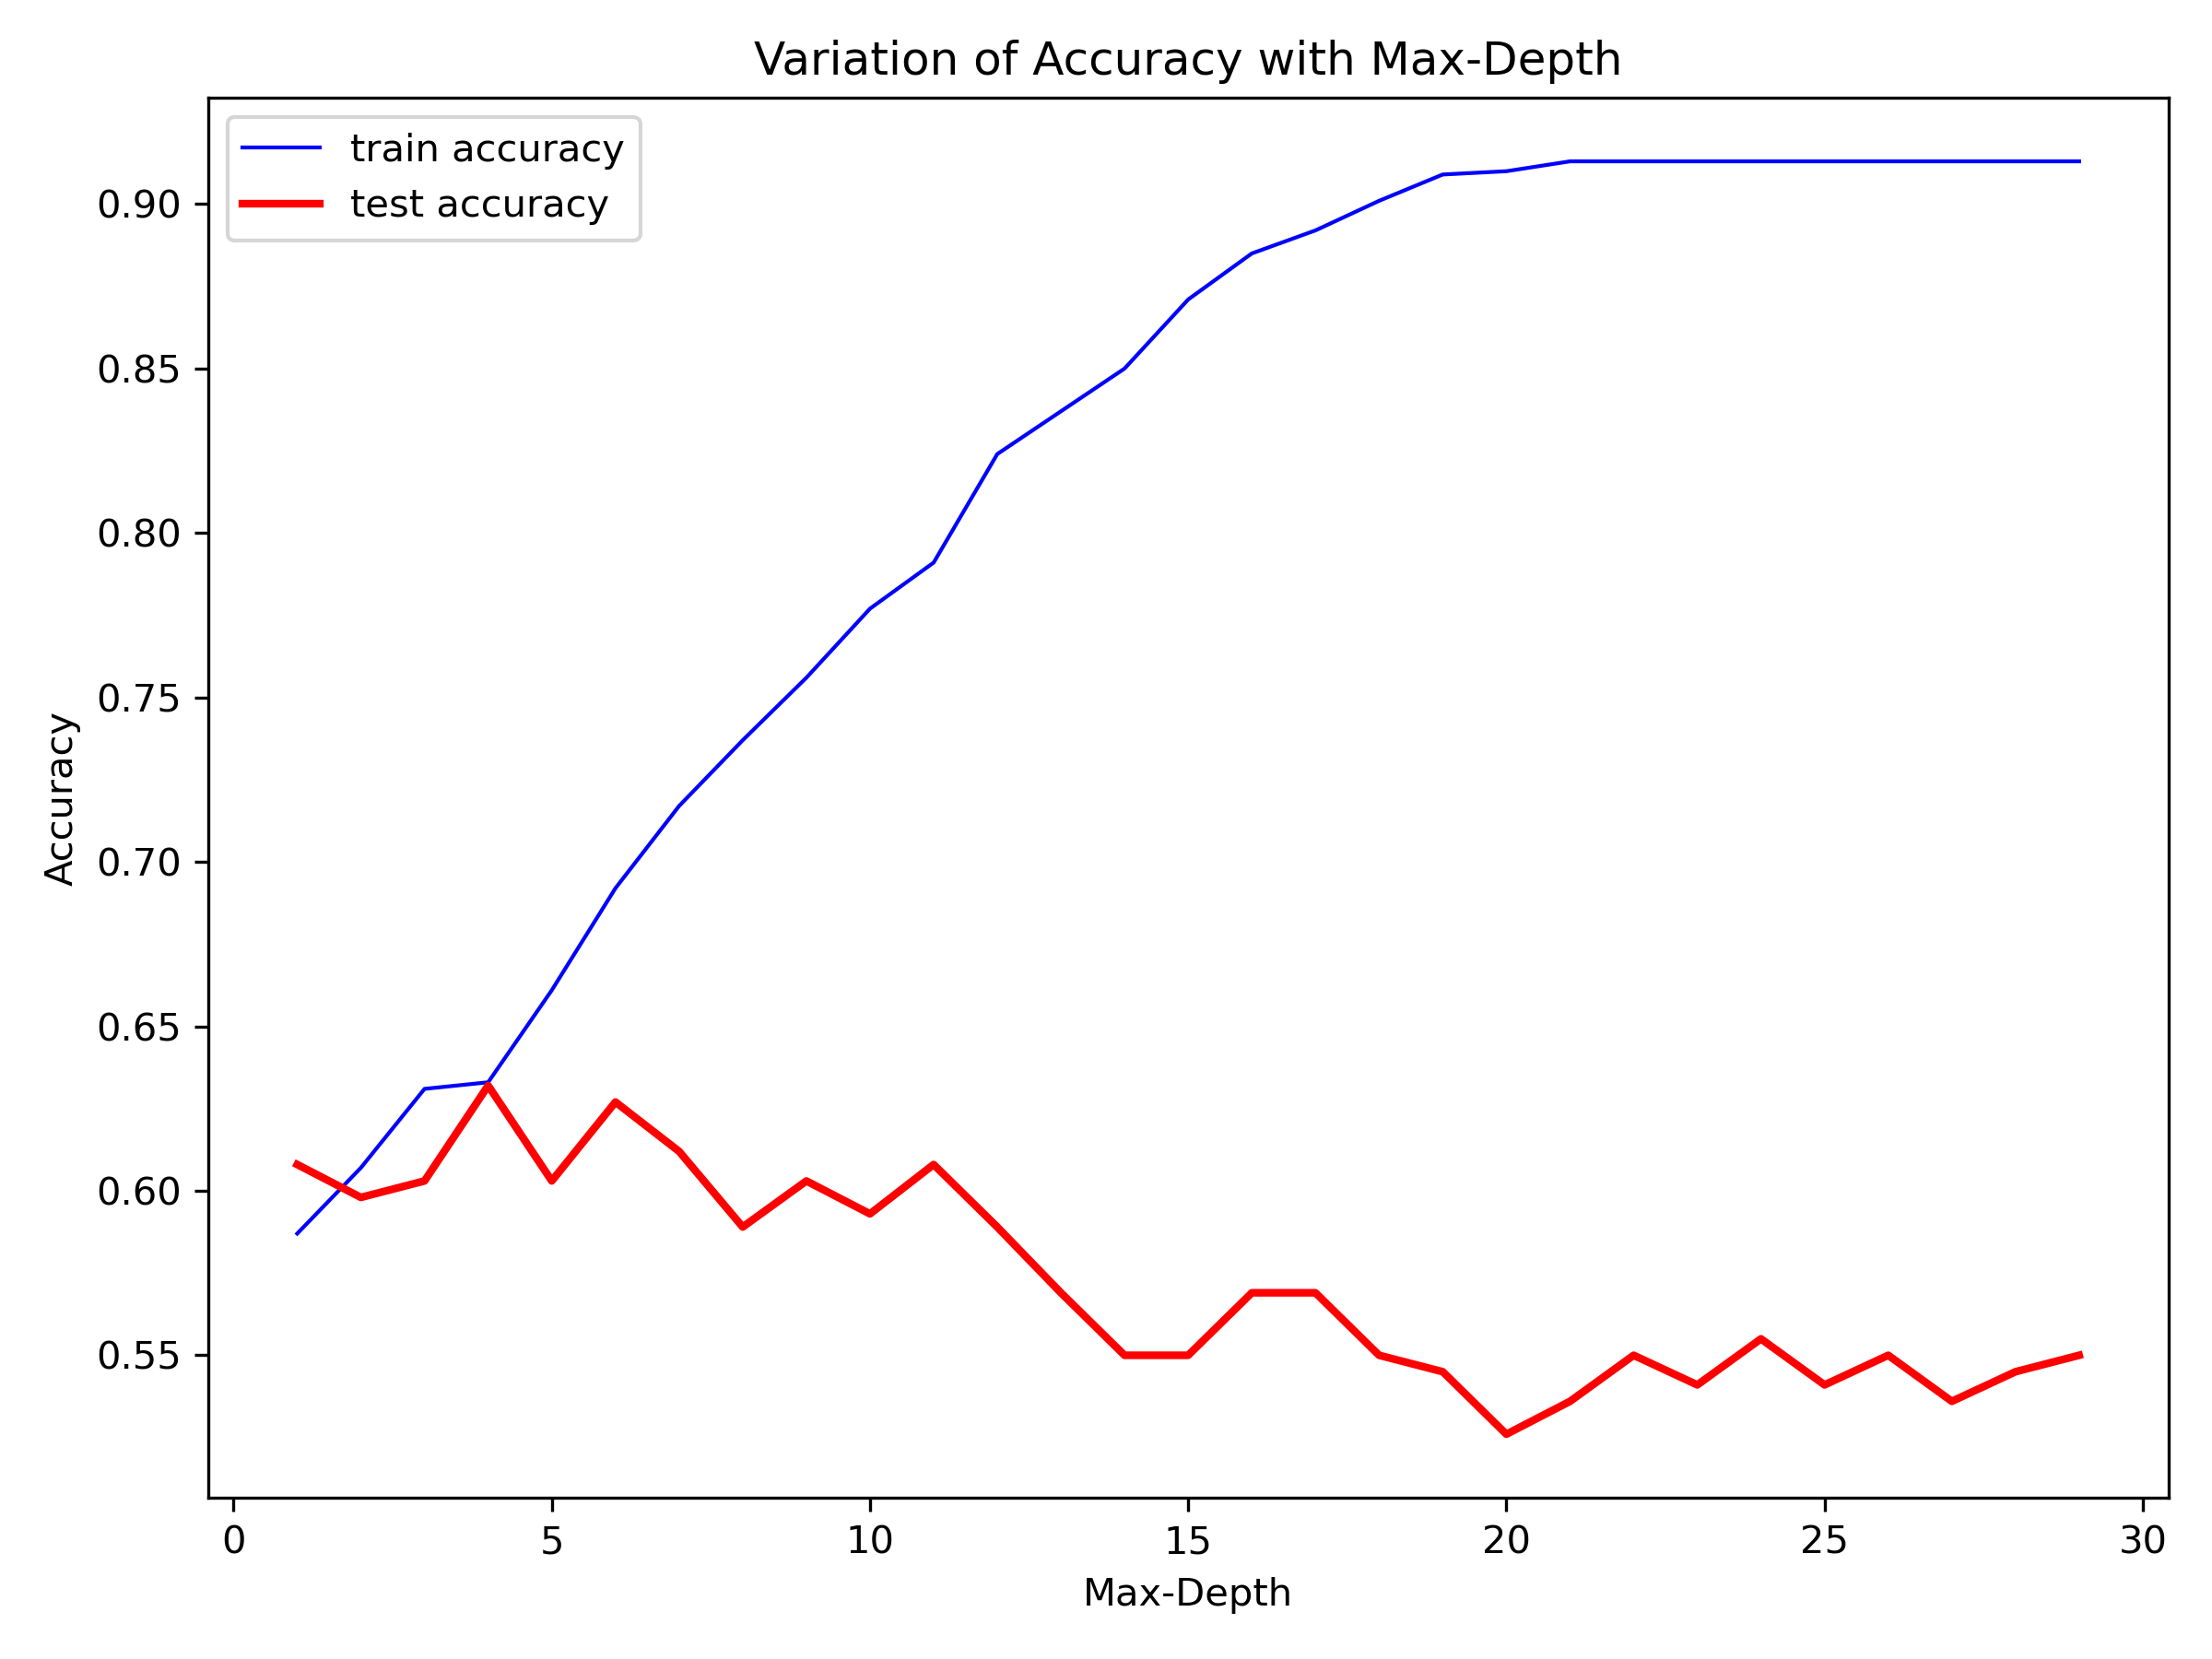 Variation of Accuracy with Max-Depth
train accuracy
test accuracy
0.90
0.85
0.80
0.75
0.70
0.65
0.60
0.55
Accuracy
0 5 10 15 20 25 30
Max-Depth